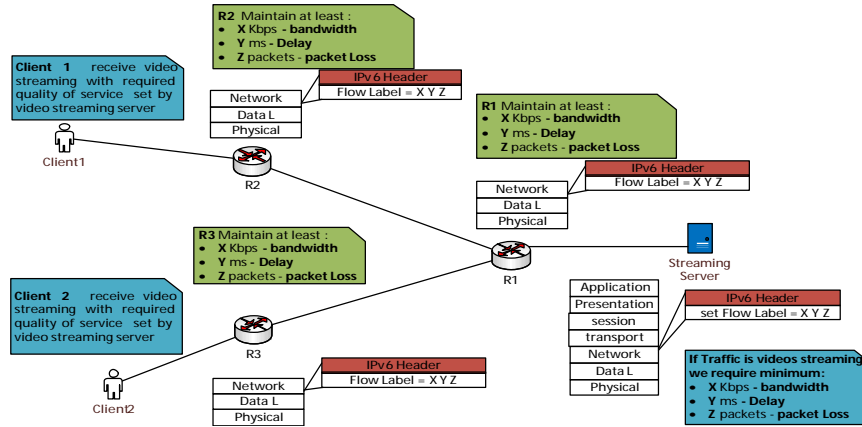 R2 Maintain at least :
• X Kbps - bandwidth
• Y ms - Delay
• Z packets - packet Loss
Client 1 receive video
streaming with required
quality of service set by
video streaming server
IPv6 Header
Flow Label = X Y Z
Network
Data L
Physical
R1 Maintain at least :
• X Kbps - bandwidth
• Y ms - Delay
• Z packets - packet Loss
Client1
R2
IPv6 Header
Flow Label = X Y Z
Network
Data L
Physical
R3 Maintain at least :
• X Kbps - bandwidth
• Y ms - Delay
• Z packets - packet Loss
R1
Streaming
Server
Client 2 receive video
streaming with required
quality of service set by
video streaming server
R3
Application
Presentation
session
transport
Network
Data L
Physical
IPv6 Header
set Flow Label = X Y Z
IPv6 Header
Flow Label = X Y Z
Network
Data L
Physical
Client2
If Traffic is videos streaming
we require minimum:
• X Kbps - bandwidth
• Y ms - Delay
• Z packets - packet Loss